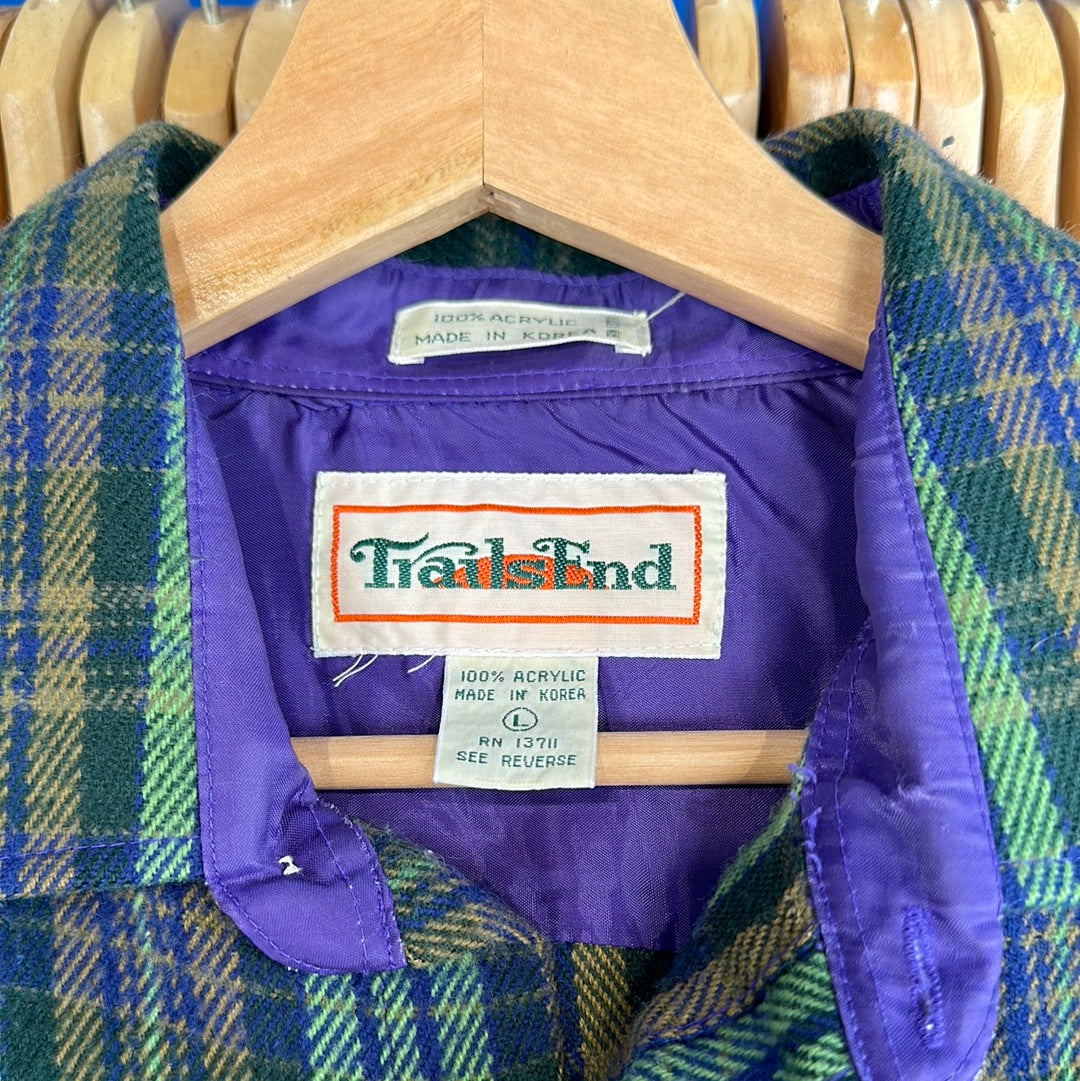 100% ACRYLIC
MADE IN KOREA
TrailsEnd
100% ACRYLIC
MADE IN KOREA
L
RN 13711
SEE REVERSE